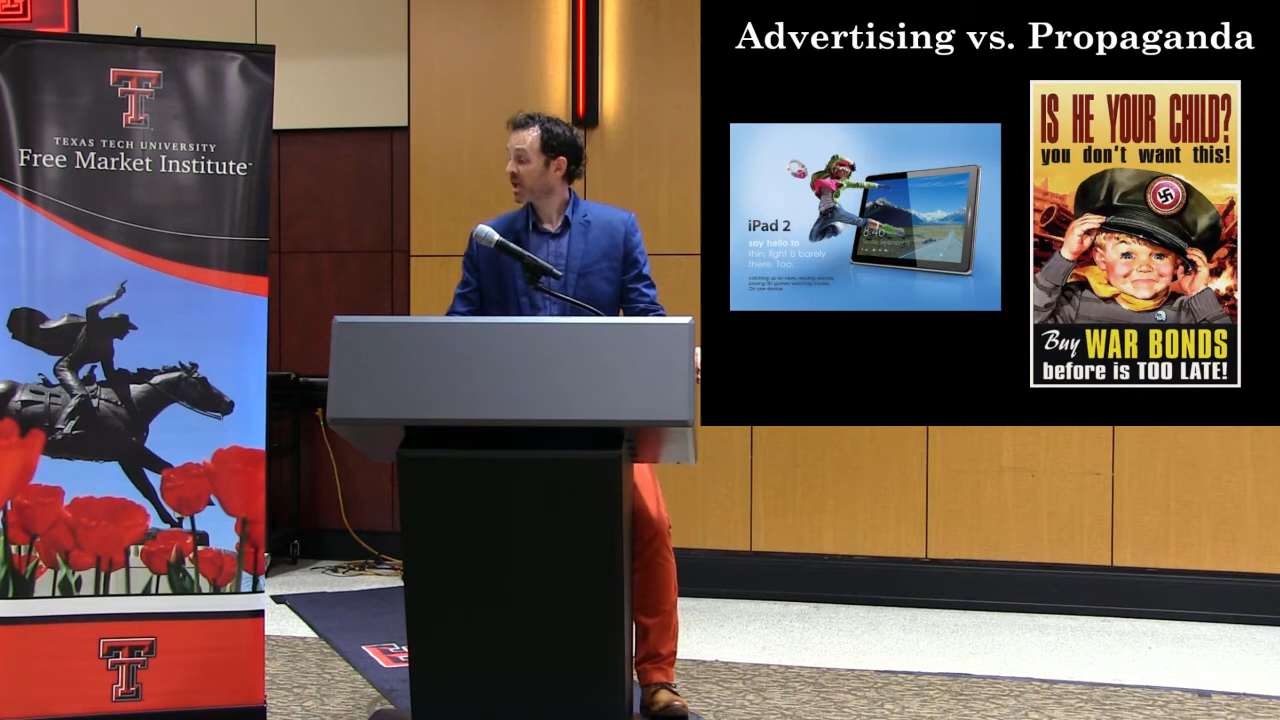 TEXAS TECH UNIVERSITY
Free Market Institute
Advertising vs. Propaganda
iPad 2
say hello to
thin, light & barely
there. Too.
IS HE YOUR CHILD?
you don't want this!
Buy WAR BONDS
before is TOO LATE!